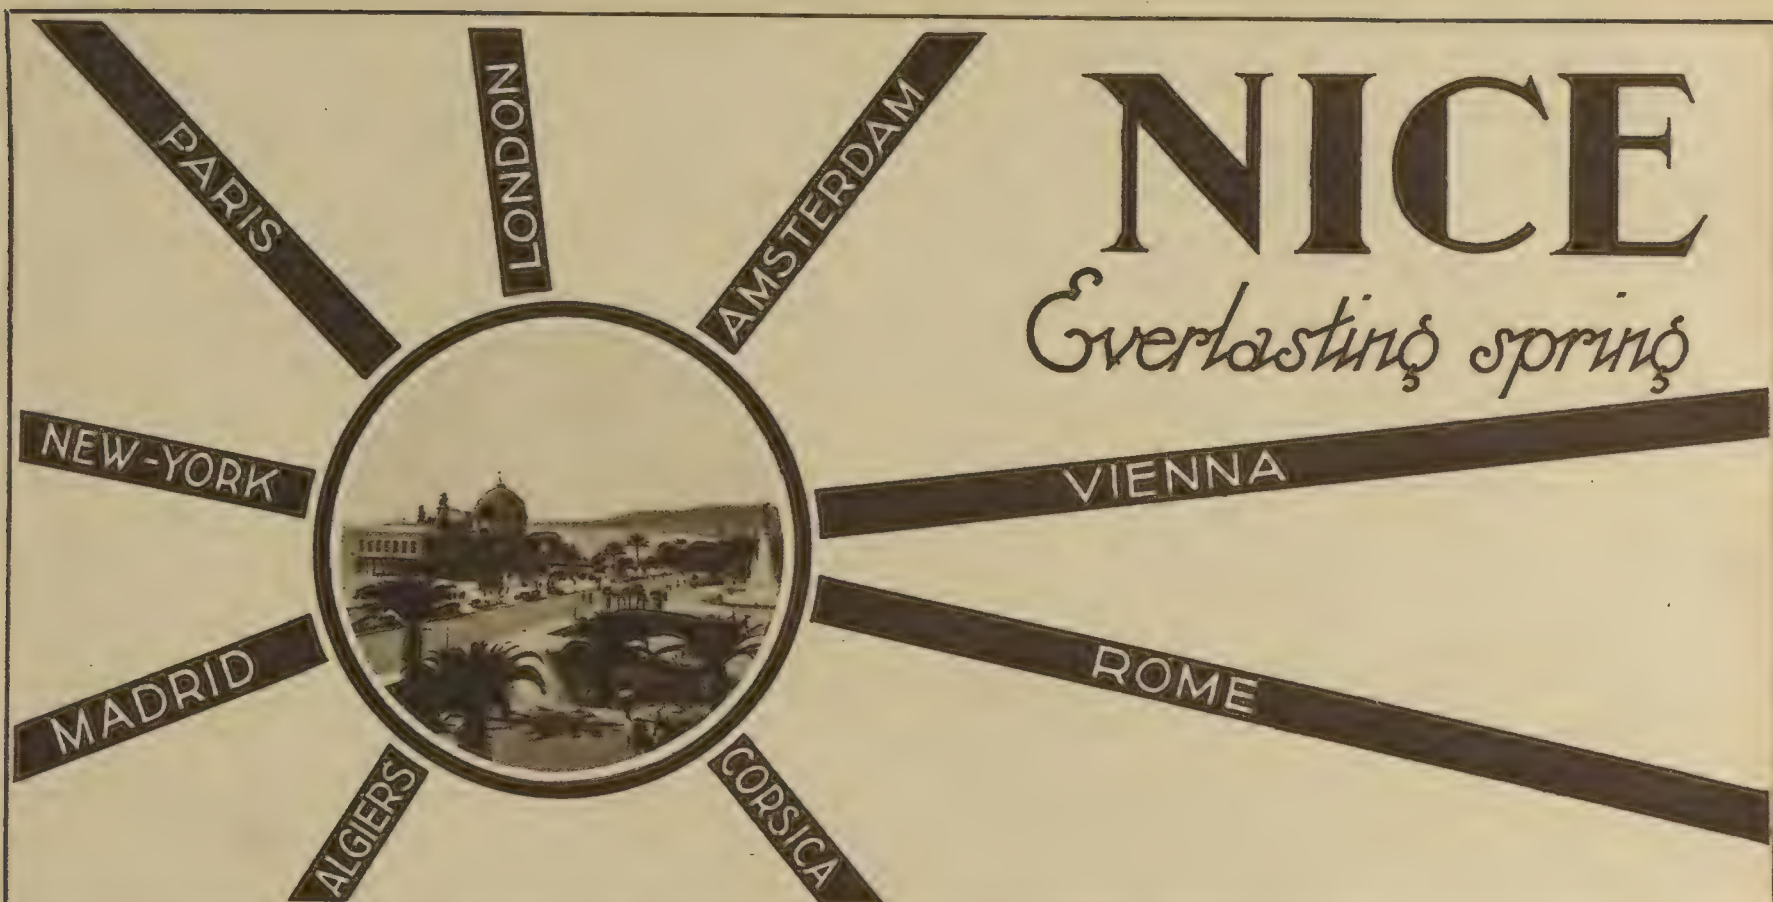 NICE
Everlasting spring
PARIS
LONDON
AMSTERDAM
NEW-YORK
VIENNA
MADRID
ROME
ALGIERS
CORSICA